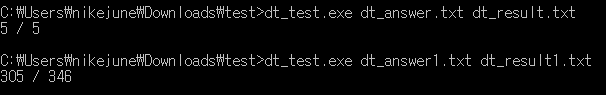 C:₩Users₩nikejune₩Downloads₩test>dt_test.exe dt_answer.txt dt_result.txt
5 / 5
C:₩Users₩nikejune₩Downloads₩test>dt_test.exe dt_answer1.txt dt_result1.txt
305 / 346